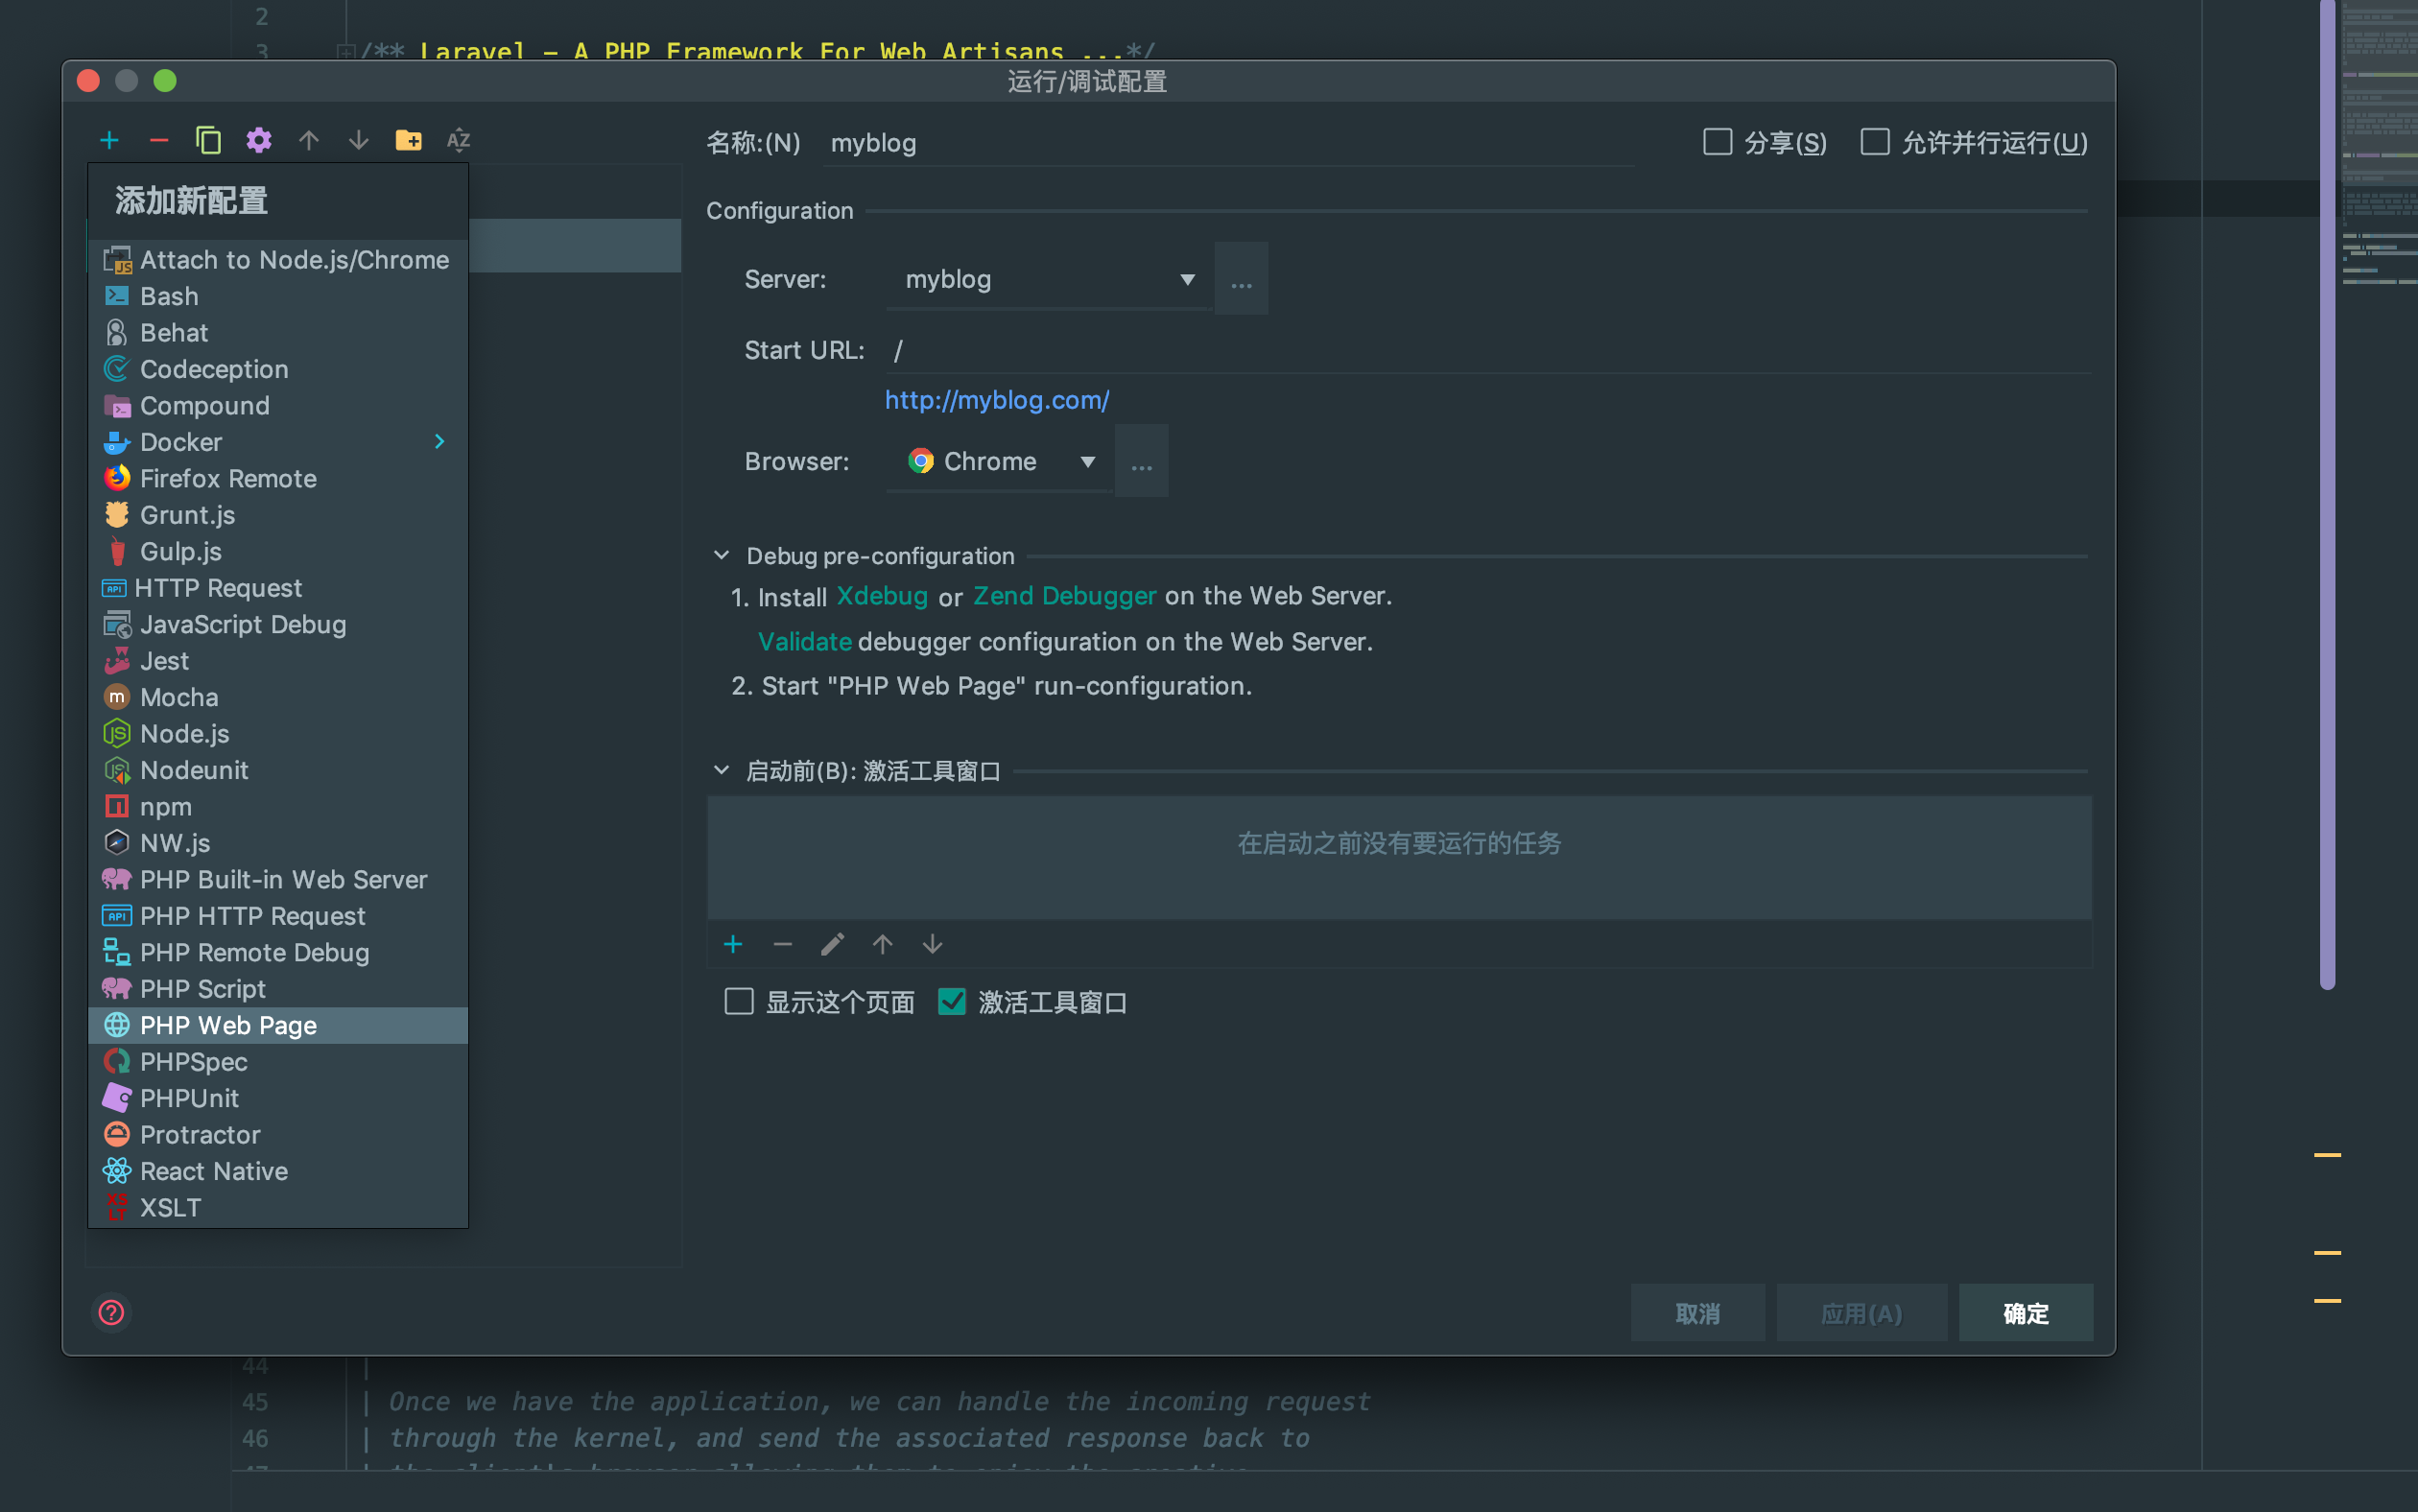 2
3 /** Laravel – A PHP Framework For Web Artisans ...*/
运行/调试配置
添加新配置
Attach to Node.js/Chrome
Bash
Behat
Codeception
Compound
Docker
Firefox Remote
Grunt.js
Gulp.js
HTTP Request
JavaScript Debug
Jest
Mocha
Node.js
Nodeunit
npm
NW.js
PHP Built-in Web Server
PHP HTTP Request
PHP Remote Debug
PHP Script
PHP Web Page
PHPSpec
PHPUnit
Protractor
React Native
XSLT
名称:(N) myblog
分享(S) 允许并行运行(U)
Configuration
Server: myblog ...
Start URL: /
http://myblog.com/
Browser: Chrome ...
Debug pre-configuration
1. Install Xdebug or Zend Debugger on the Web Server.
Validate debugger configuration on the Web Server.
2. Start "PHP Web Page" run-configuration.
启动前(B): 激活工具窗口
在启动之前没有要运行的任务
显示这个页面 激活工具窗口
取消 应用(A) 确定
44 |
45 | Once we have the application, we can handle the incoming request
46 | through the kernel, and send the associated response back to